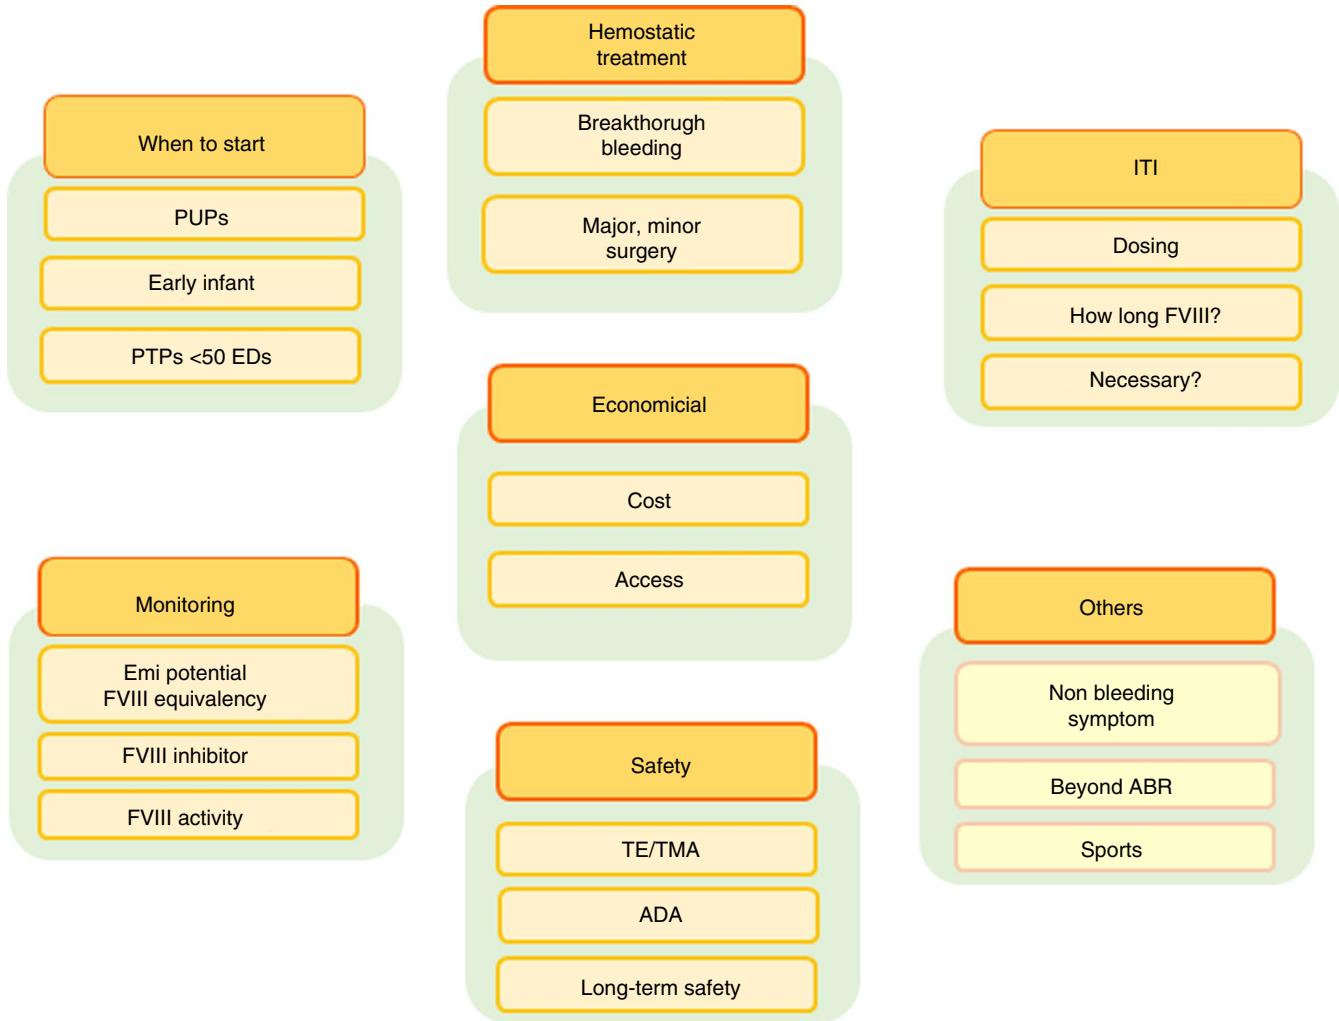 When to start
PUPs
Early infant
PTPs <50 EDs
Hemostatic
treatment
Breakthorugh
bleeding
Major, minor
surgery
ITI
Dosing
How long FVIII?
Necessary?
Economicial
Cost
Access
Monitoring
Emi potential
FVIII equivalency
FVIII inhibitor
FVIII activity
Safety
TE/TMA
ADA
Long-term safety
Others
Non bleeding
symptom
Beyond ABR
Sports